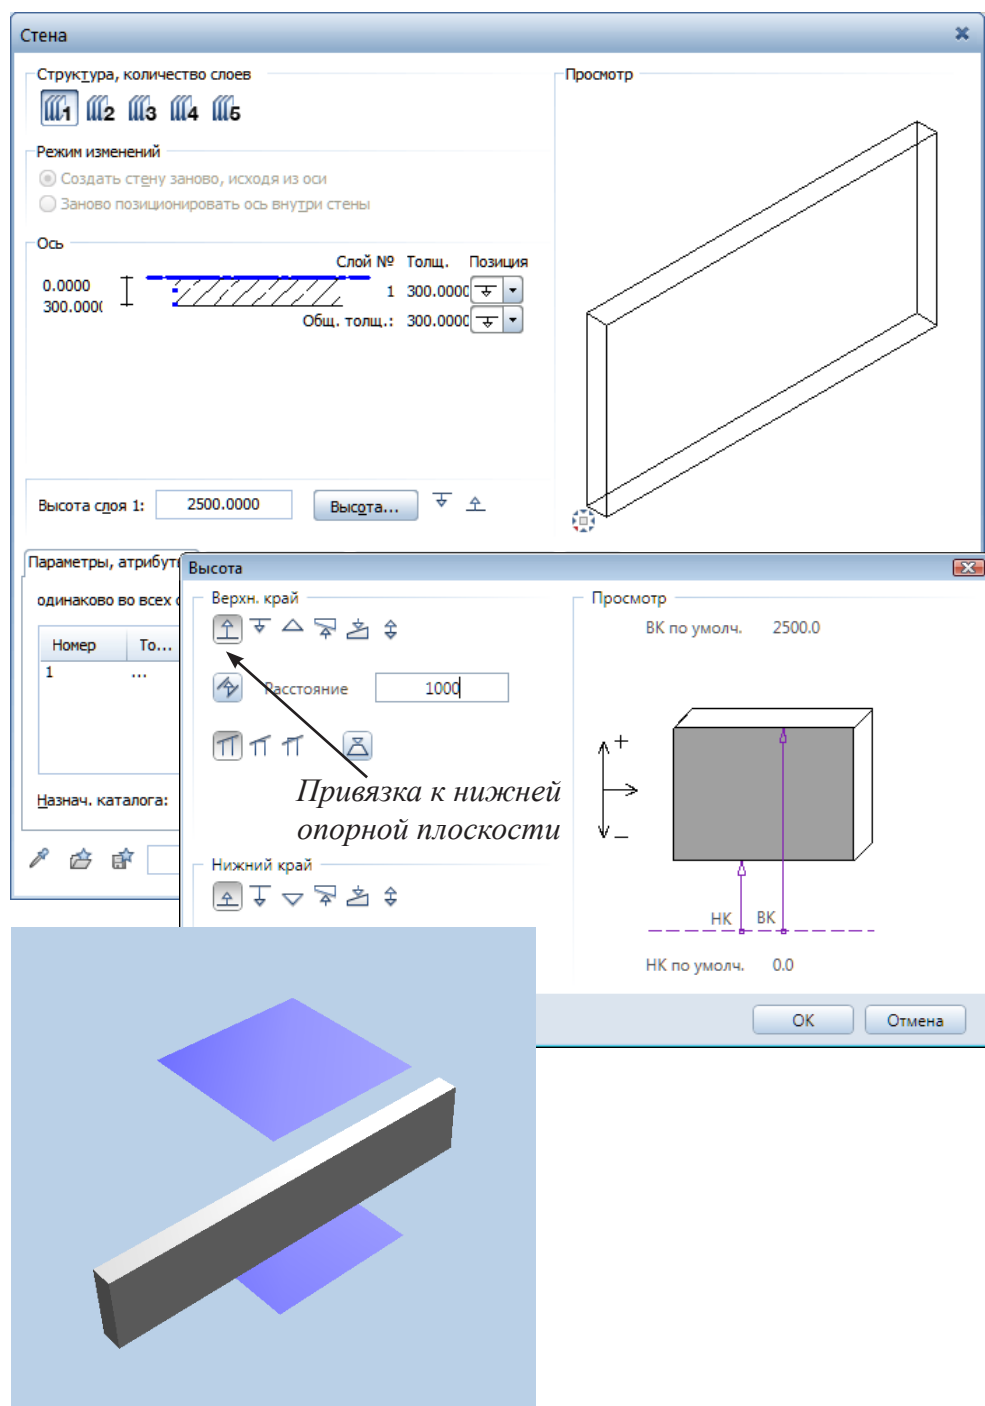 Стена
Структура, количество слоев
1 2 3 4 5
Режим изменений
Создать стену заново, исходя из оси
Заново позиционировать ось внутри стены
Ось
Слой № Толщ. Позиция
0.0000
1 300.0000
300.0000
Общ. толщ.: 300.0000
Высота слоя 1: 2500.0000 Высота...
Просмотр
Параметры, атрибуты
одинаково во всех
Номер То...
1 ...
Назнач. каталога:
Высота
Верхн. край
Расстояние 1000
Привязка к нижней
опорной плоскости
Нижний край
Просмотр
ВК по умолч. 2500.0
+
–
НК ВК
НК по умолч. 0.0
OK Отмена